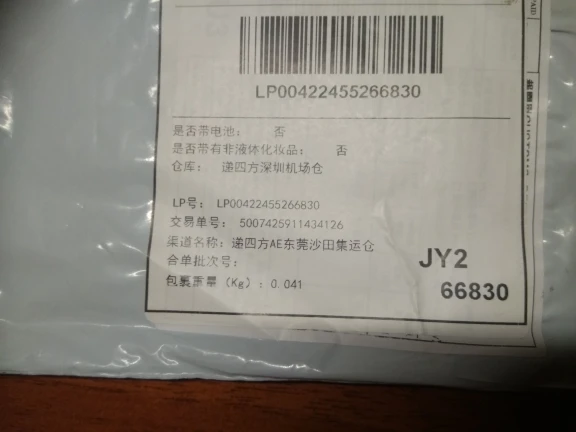 LP00422455266830
是否带电池： 否
是否带有非液体化妆品： 否
仓库： 递四方深圳机场仓
LP号：LP00422455266830
交易单号：5007425911434126
渠道名称：递四方AE东莞沙田集运仓
合单批次号：
包裹重量（Kg）：0.041
JY2
66830